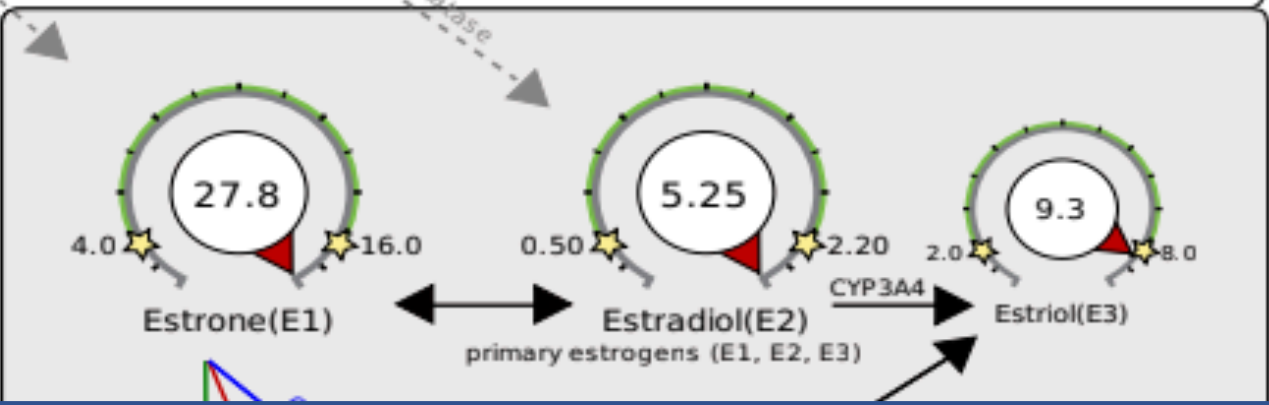 27.8
5.25
9.3
4.0
16.0
0.50
2.20
2.0
8.0
CYP3A4
Estrone(E1)
Estradiol(E2)
Estriol(E3)
primary estrogens (E1, E2, E3)